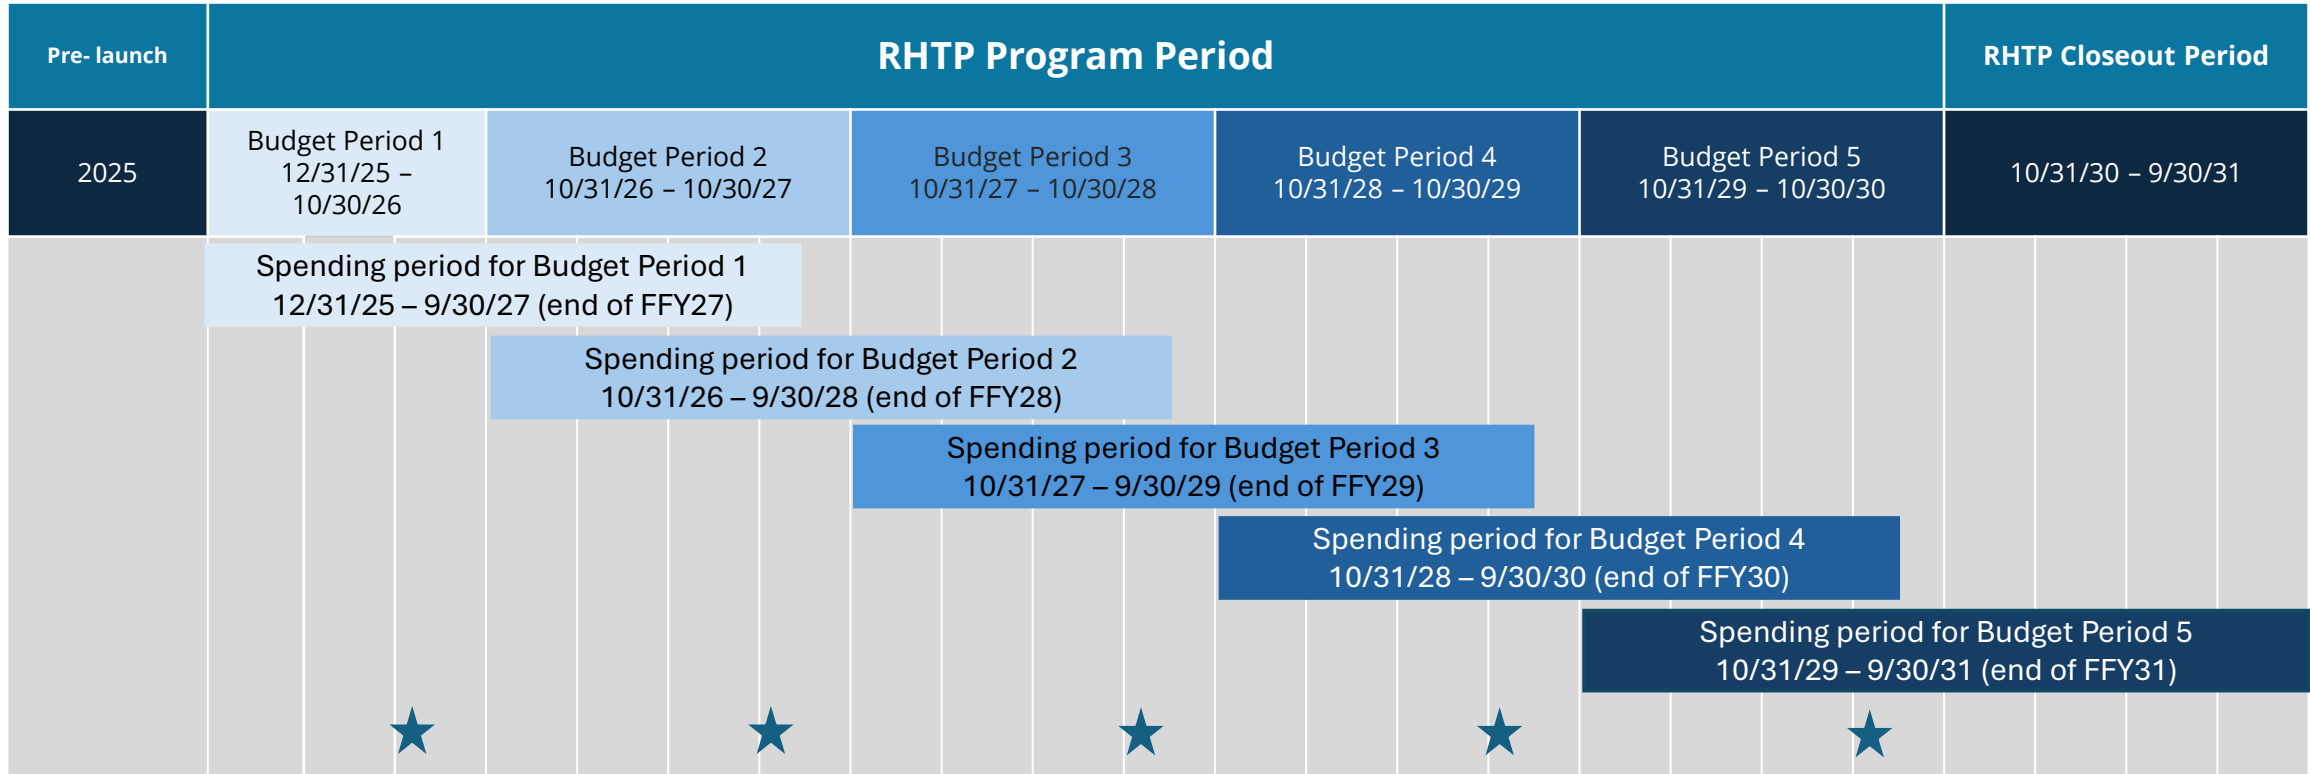 Pre- launch
RHTP Program Period
RHTP Closeout Period
2025
Budget Period 1
12/31/25 –
10/30/26
Budget Period 2
10/31/26 – 10/30/27
Budget Period 3
10/31/27 – 10/30/28
Budget Period 4
10/31/28 – 10/30/29
Budget Period 5
10/31/29 – 10/30/30
10/31/30 – 9/30/31
Spending period for Budget Period 1
12/31/25 – 9/30/27 (end of FFY27)
Spending period for Budget Period 2
10/31/26 – 9/30/28 (end of FFY28)
Spending period for Budget Period 3
10/31/27 – 9/30/29 (end of FFY29)
Spending period for Budget Period 4
10/31/28 – 9/30/30 (end of FFY30)
Spending period for Budget Period 5
10/31/29 – 9/30/31 (end of FFY31)